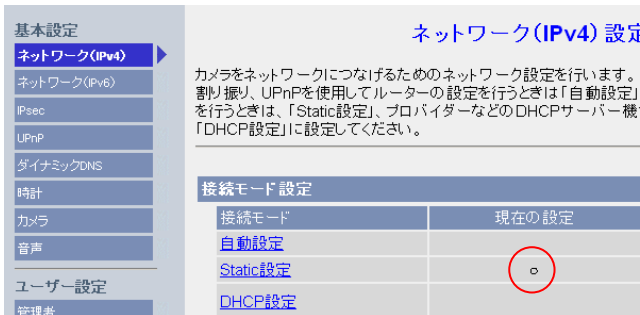 基本設定
ネットワーク(IPv4)
ネットワーク(IPv6)
IPsec
UPnP
ダイナミックDNS
時計
カメラ
音声
ユーザー設定
管理者
ネットワーク(IPv4) 設定
カメラをネットワークにつなげるためのネットワーク設定を行います。
割り振り、UPnPを使用してルーターの設定を行うときは「自動設定」
を行うときは、「Static設定」、プロバイダーなどのDHCPサーバー機
「DHCP設定」に設定してください。
接続モード設定
接続モード 現在の設定
自動設定
Static設定 ○
DHCP設定